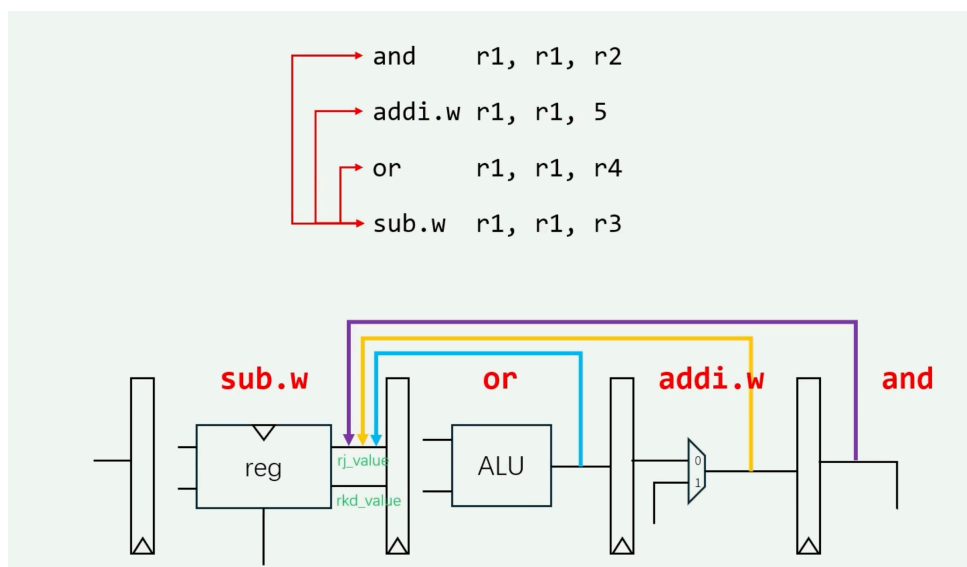 and r1, r1, r2
addi.w r1, r1, 5
or r1, r1, r4
sub.w r1, r1, r3
sub.w or addi.w and
reg
rj_value
rkd_value
ALU
0
1